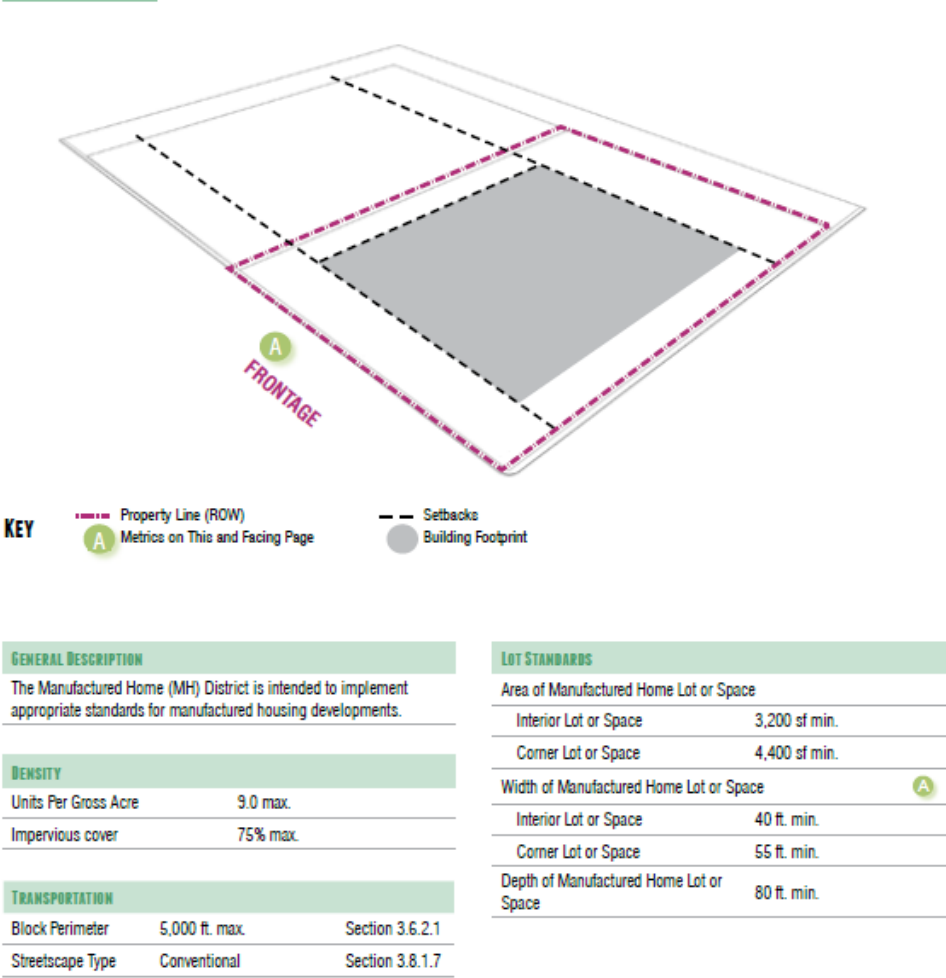 A
FRONTAGE
KEY
Property Line (ROW)
Setbacks
A
Metrics on This and Facing Page
Building Footprint
GENERAL DESCRIPTION
The Manufactured Home (MH) District is intended to implement
appropriate standards for manufactured housing developments.
DENSITY
Units Per Gross Acre 9.0 max.
Impervious cover 75% max.
TRANSPORTATION
Block Perimeter 5,000 ft. max. Section 3.6.2.1
Streetscape Type Conventional Section 3.8.1.7
LOT STANDARDS
Area of Manufactured Home Lot or Space
Interior Lot or Space 3,200 sf min.
Corner Lot or Space 4,400 sf min.
Width of Manufactured Home Lot or Space A
Interior Lot or Space 40 ft. min.
Corner Lot or Space 55 ft. min.
Depth of Manufactured Home Lot or
Space 80 ft. min.